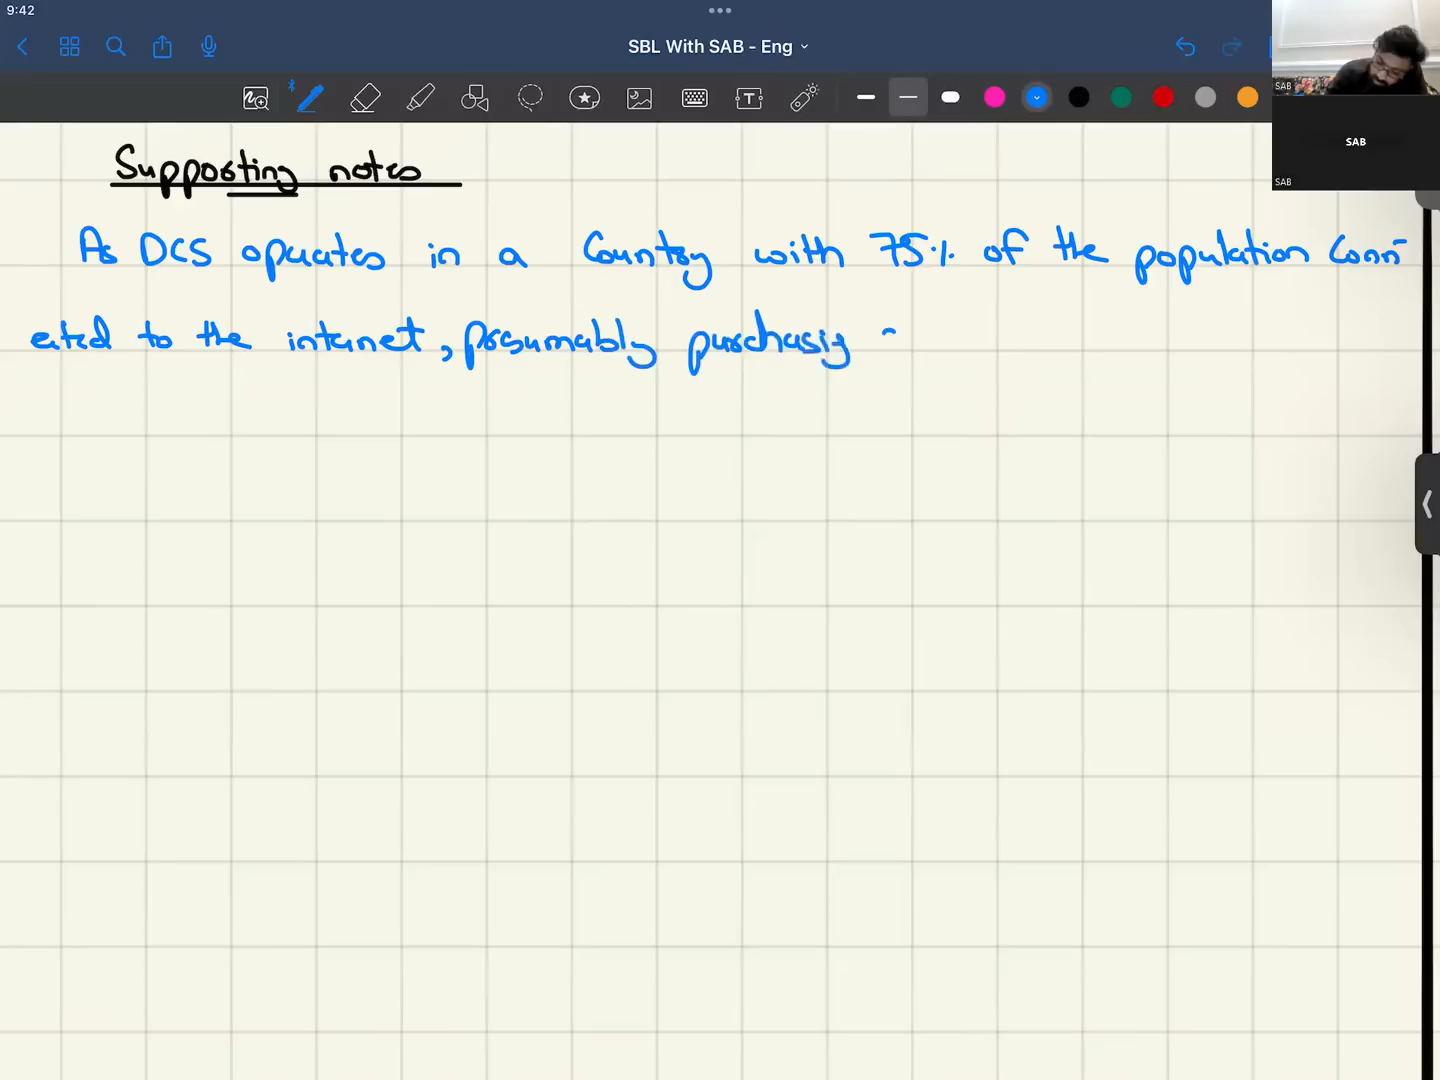 9:42
SBL With SAB - Eng
SAB
SAB
SAB
Supporting notes
As DCS operates in a Country with 75% of the population Conn-
ected to the internet, presumably purchasig